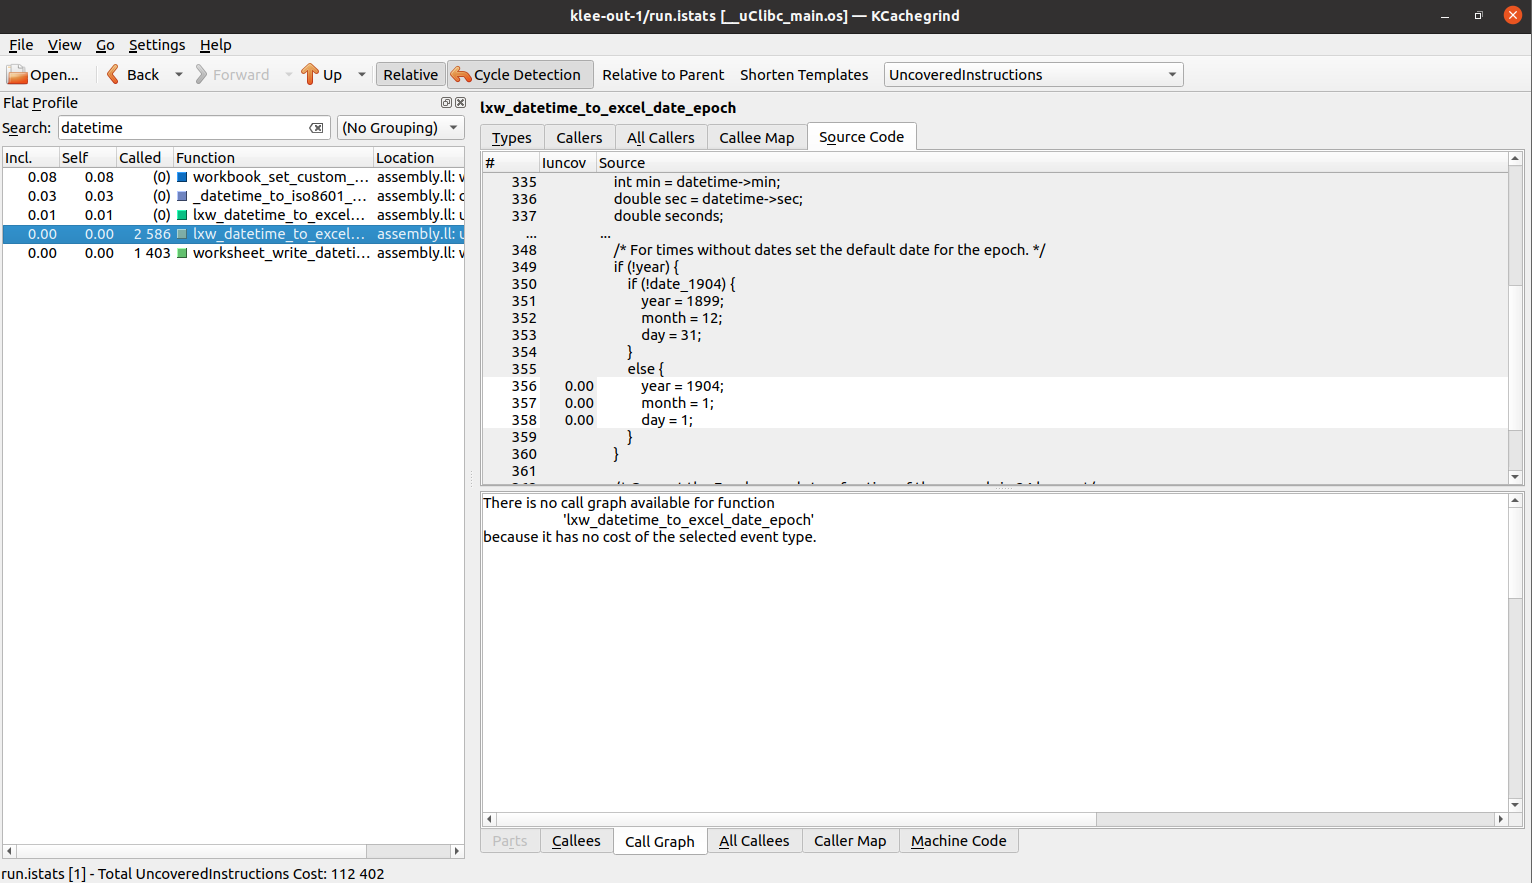 klee-out-1/run.istats [__uClibc_main.os] — KCachegrind
File View Go Settings Help
Open... Back Forward Up Relative Cycle Detection Relative to Parent Shorten Templates UncoveredInstructions
Flat Profile
Search: datetime (No Grouping)
Incl. Self Called Function Location
0.08 0.08 (0) workbook_set_custom_... assembly.ll:
0.03 0.03 (0) _datetime_to_iso8601_... assembly.ll:
0.01 0.01 (0) lxw_datetime_to_excel... assembly.ll:
0.00 0.00 2 586 lxw_datetime_to_excel... assembly.ll:
0.00 0.00 1 403 worksheet_write_dateti... assembly.ll:
lxw_datetime_to_excel_date_epoch
Types Callers All Callers Callee Map Source Code
# Iuncov Source
335 int min = datetime->min;
336 double sec = datetime->sec;
337 double seconds;
... ...
348 /* For times without dates set the default date for the epoch. */
349 if (!year) {
350 if (!date_1904) {
351 year = 1899;
352 month = 12;
353 day = 31;
354 }
355 else {
356 0.00 year = 1904;
357 0.00 month = 1;
358 0.00 day = 1;
359 }
360 }
361
There is no call graph available for function
'lxw_datetime_to_excel_date_epoch'
because it has no cost of the selected event type.
Parts Callees Call Graph All Callees Caller Map Machine Code
run.istats [1] - Total UncoveredInstructions Cost: 112 402